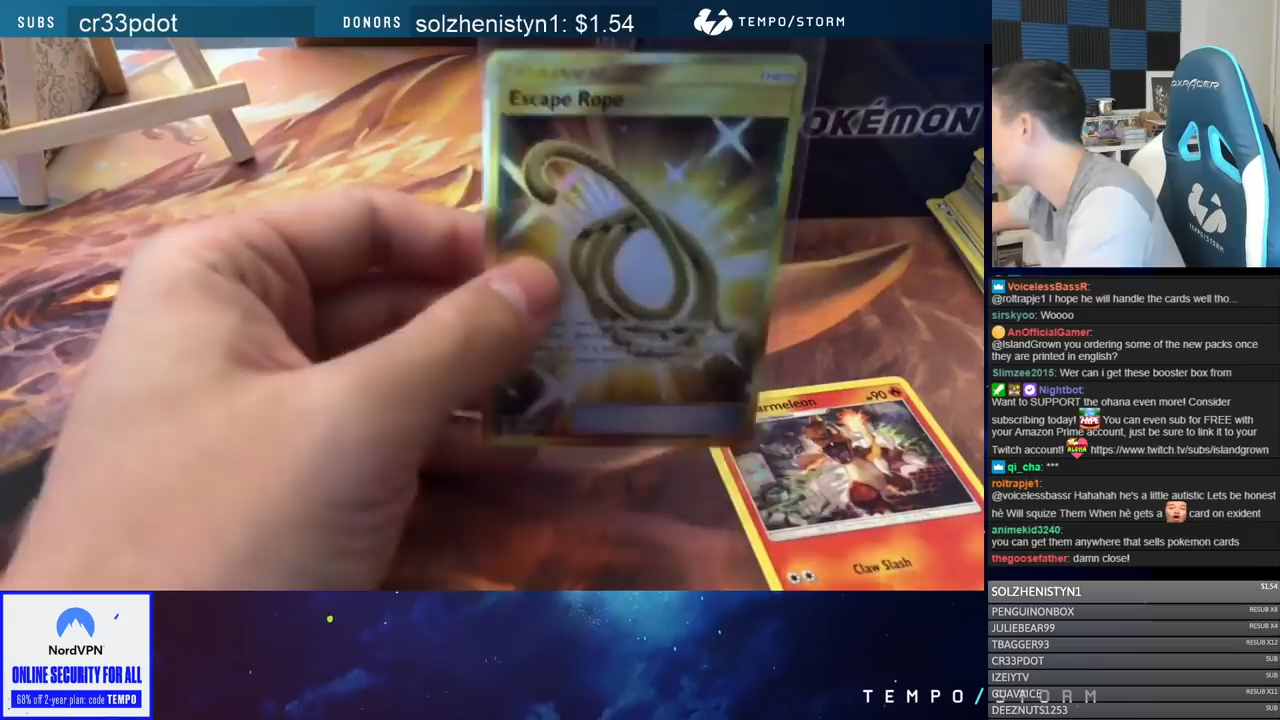 SUBS cr33pdot DONORS solzhenistyn1: $1.54 TEMPO/STORM
Escape Rope
POKÉMON
DXRACER
TEMPO/STORM
armeleon 90
Claw Slash
VoicelessBassR:
@roltrapje1 I hope he will handle the cards well tho...
sirskyoo: Woooo
AnOfficialGamer:
@IslandGrown you ordering some of the new packs once
they are printed in english?
Slimzee2015: Wer can i get these booster box from
Nightbot:
Want to SUPPORT the ohana even more! Consider
subscribing today! HYPE You can even sub for FREE with
your Amazon Prime account, just be sure to link it to your
Twitch account! ALOHA https://www.twitch.tv/subs/islandgrown
qi_cha: ***
roltrapje1:
@voicelessbassr Hahahah he's a little autistic Lets be honest
hè Will squize Them When hè gets a card on exident
animekid3240:
you can get them anywhere that sells pokemon cards
thegoosefather: damn close!
SOLZHENISTYN1 $1.54
PENGUINONBOX RESUB X8
JULIEBEAR99 RESUB X4
TBAGGER93 RESUB X12
CR33PDOT SUB
IZEIYTV SUB
GUAVAICE RESUB X11
DEEZNUTS1253 SUB
NordVPN
ONLINE SECURITY FOR ALL
68% off 2-year plan: code TEMPO
TEMPO/STORM